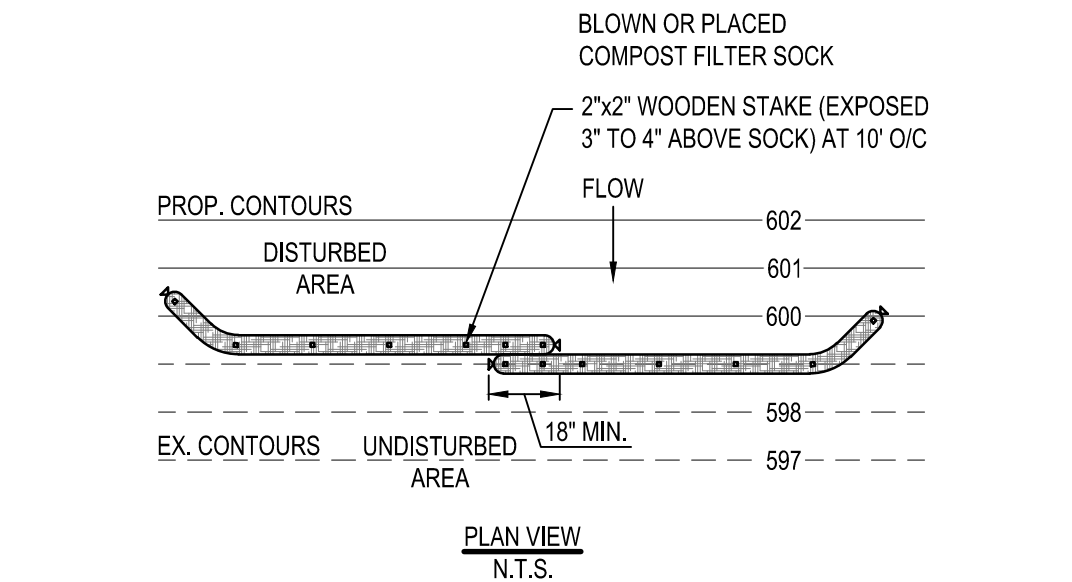 BLOWN OR PLACED
COMPOST FILTER SOCK
2"x2" WOODEN STAKE (EXPOSED
3" TO 4" ABOVE SOCK) AT 10' O/C
FLOW
PROP. CONTOURS
602
DISTURBED
AREA
601
600
598
18" MIN.
EX. CONTOURS
UNDISTURBED
AREA
597
PLAN VIEW
N.T.S.